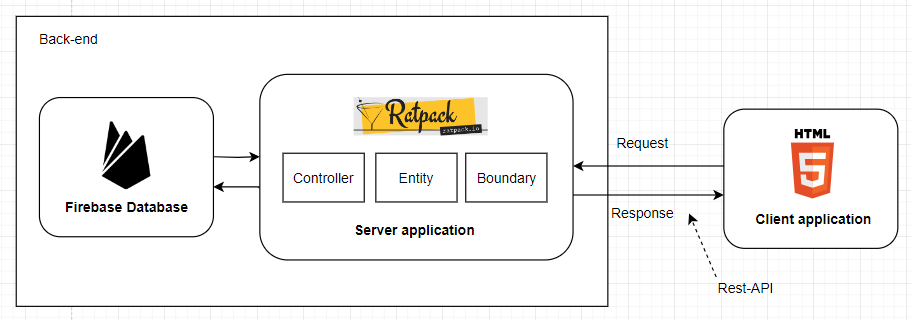 Back-end
Ratpack
ratpack.io
Controller
Entity
Boundary
Server application
Firebase Database
Request
Response
Rest-API
HTML
5
Client application